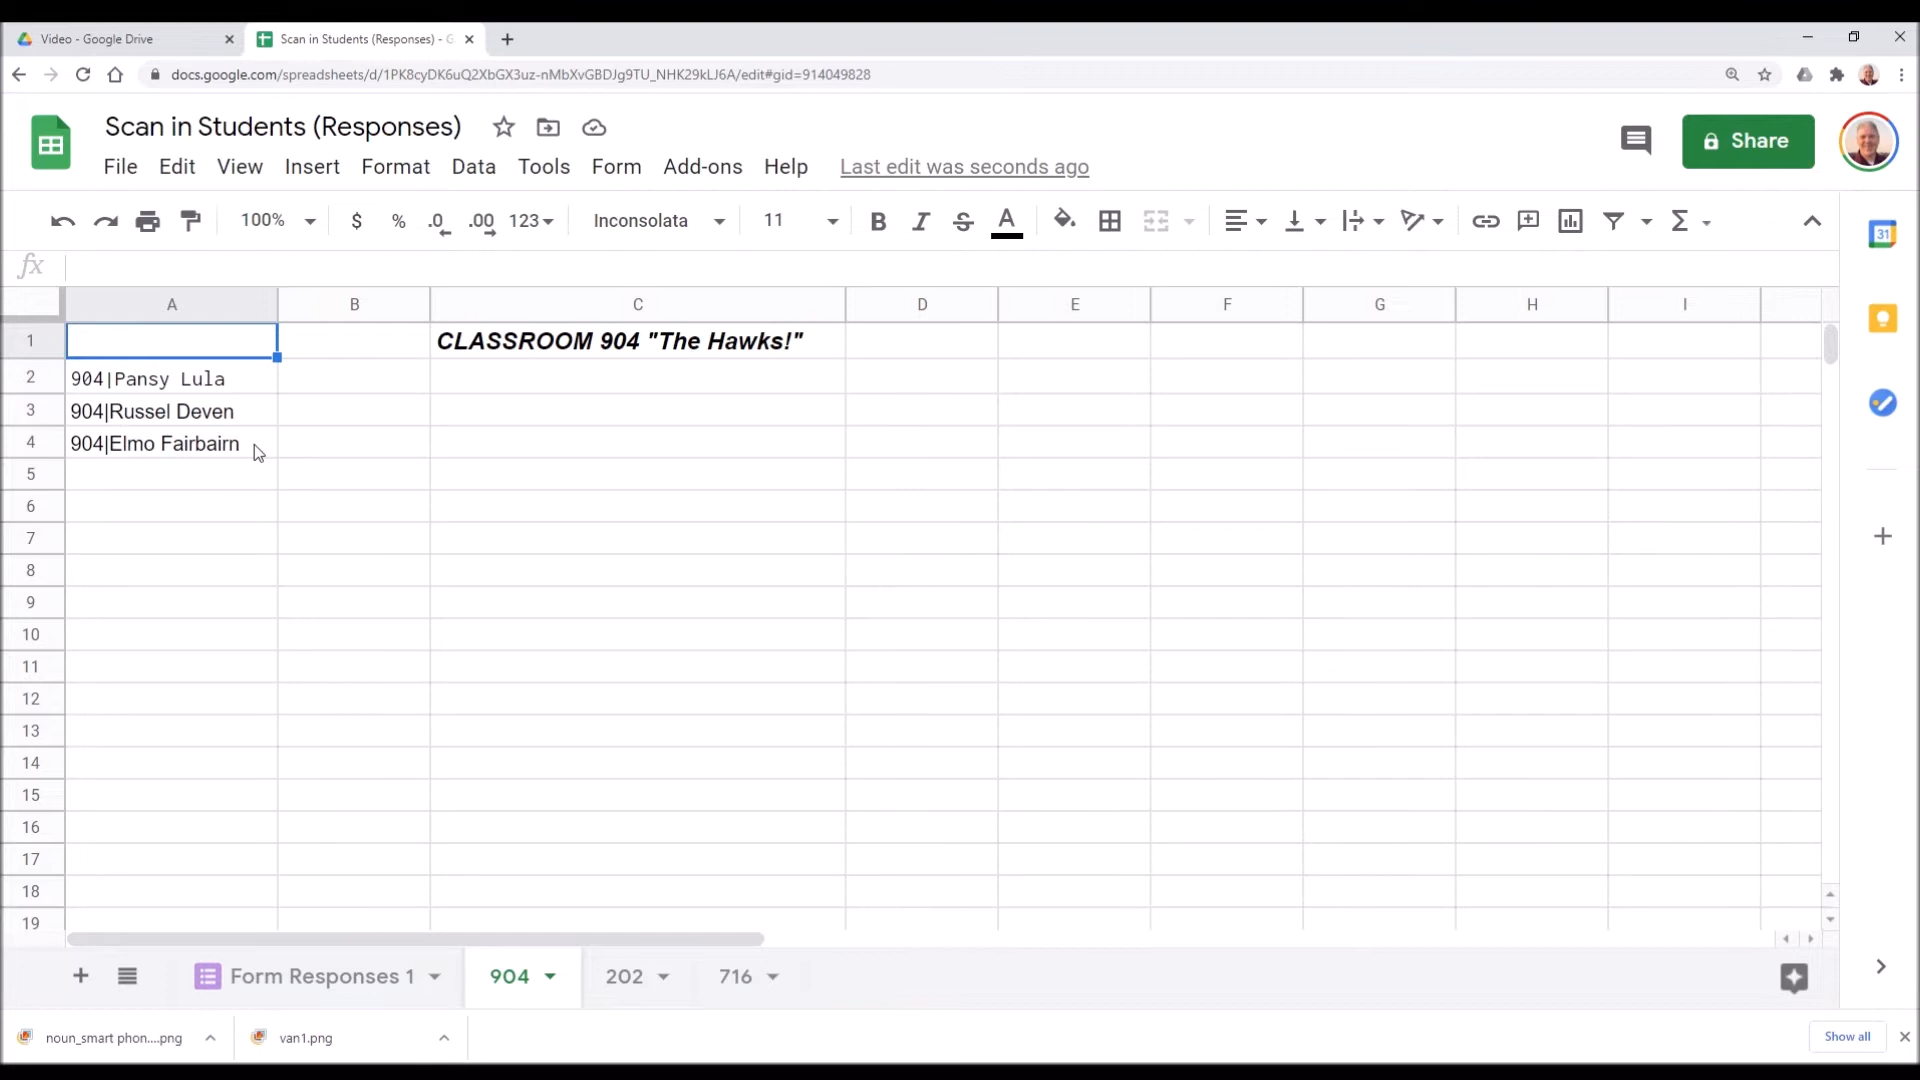 Video - Google Drive
Scan in Students (Responses) - G
docs.google.com/spreadsheets/d/1PK8cyDK6uQ2XbGX3uz-nMbXvGBDJg9TU_NHK29kLJ6A/edit#gid=914049828
Scan in Students (Responses)
Share
File Edit View Insert Format Data Tools Form Add-ons Help Last edit was seconds ago
100% $ % .0 .00 123 Inconsolata 11 B I S A Σ
31
fx
A B C D E F G H I
1 CLASSROOM 904 "The Hawks!"
2 904|Pansy Lula
3 904|Russel Deven
4 904|Elmo Fairbairn
5
6
7
8
9
10
11
12
13
14
15
16
17
18
19
Form Responses 1 904 202 716
noun_smart phon....png van1.png Show all